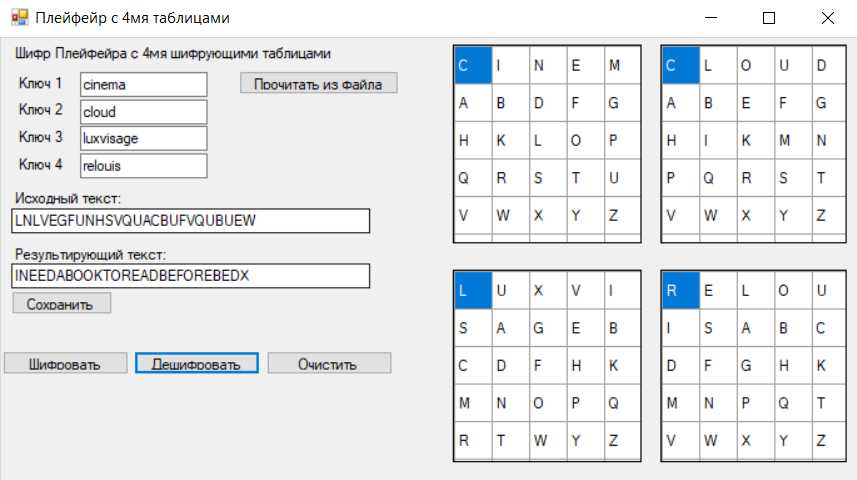 Плейфейр с 4мя таблицами
Шифр Плейфейра с 4мя шифрующими таблицами
Ключ 1 cinema Прочитать из файла
Ключ 2 cloud
Ключ 3 luxvisage
Ключ 4 relouis
Исходный текст:
LNLVEGFUNHSVQUACBUFVQUBUEW
Результирующий текст:
INEEDABOOKTOREADBEFOREBEDX
Сохранить
Шифровать Дешифровать Очистить
C I N E M
A B D F G
H K L O P
Q R S T U
V W X Y Z
C L O U D
A B E F G
H I K M N
P Q R S T
V W X Y Z
L U X V I
S A G E B
C D F H K
M N O P Q
R T W Y Z
R E L O U
I S A B C
D F G H K
M N P Q T
V W X Y Z